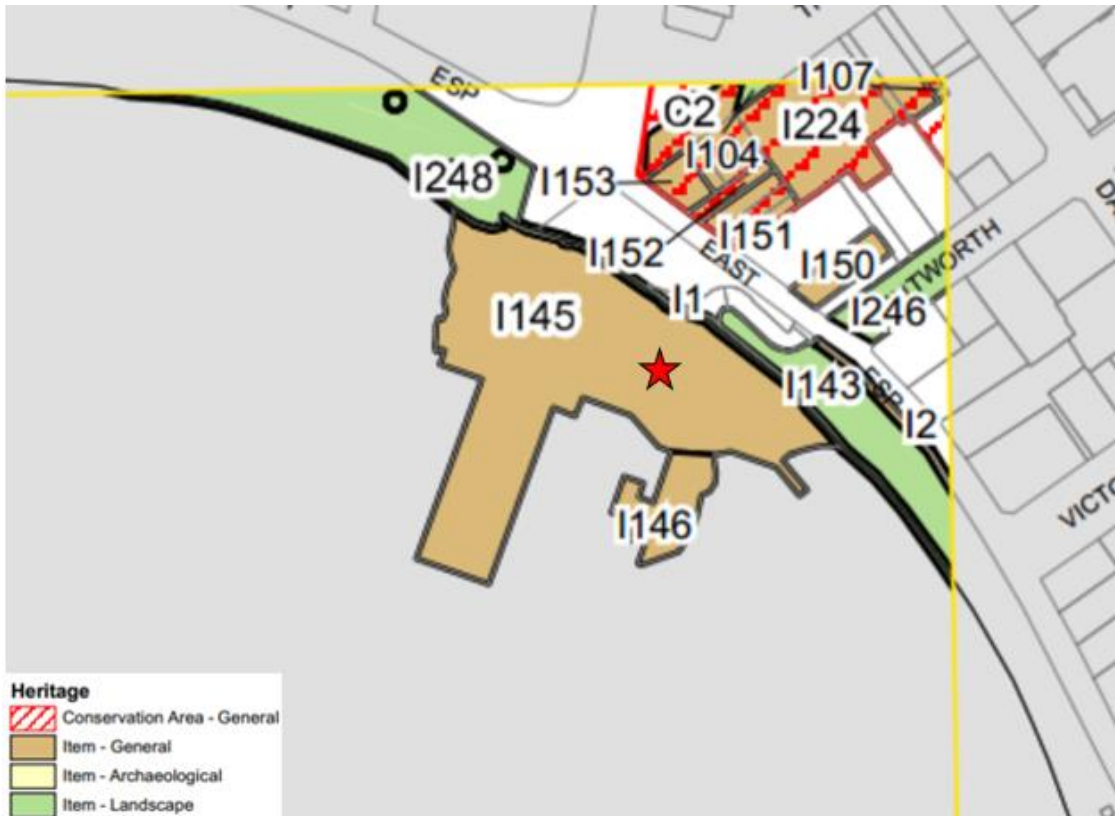 ESP
I107
C2
I224
I104
I248
I153
I152
I151
EAST
I150
I246
I145
I1
I143
ESP
I2
I146
Heritage
Conservation Area - General
Item - General
Item - Archaeological
Item - Landscape